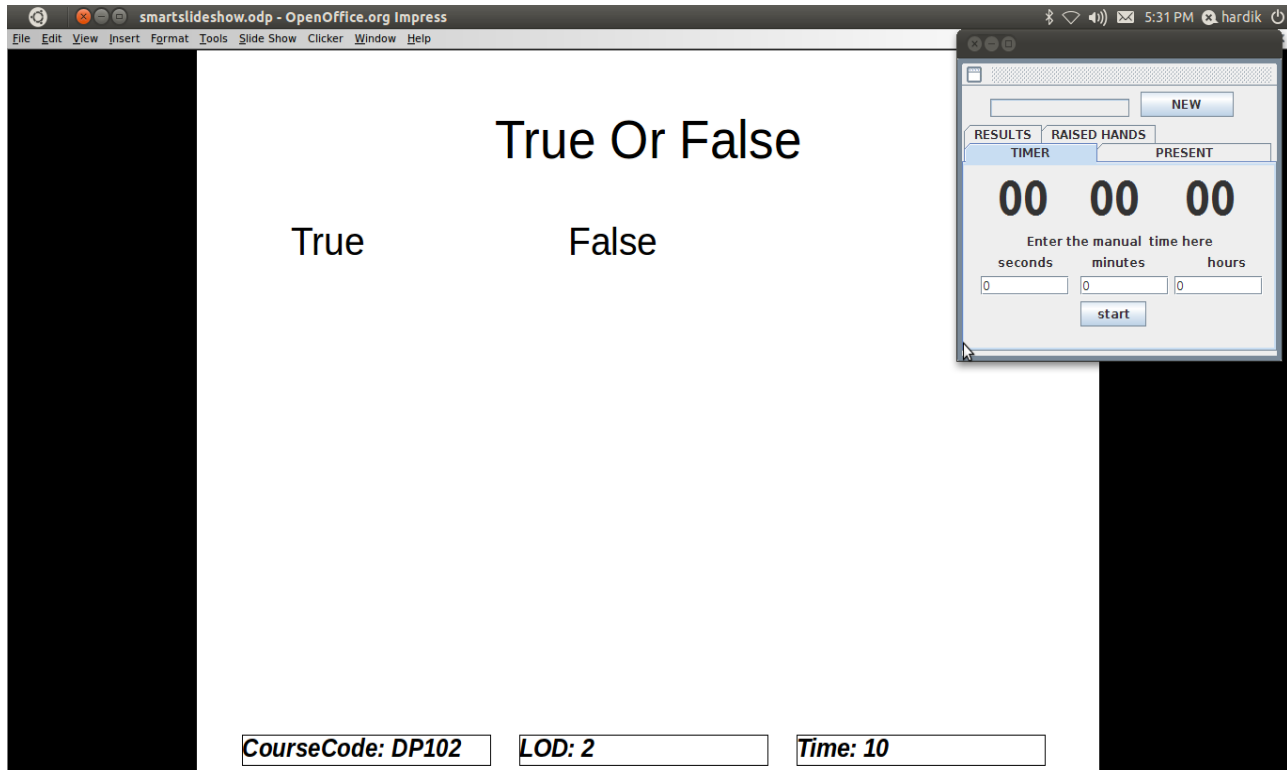 smartslideshow.odp - OpenOffice.org Impress
5:31 PM hardik
File Edit View Insert Format Tools Slide Show Clicker Window Help
NEW
RESULTS RAISED HANDS
TIMER PRESENT
00 00 00
Enter the manual time here
seconds minutes hours
0 0 0
start
True Or False
True False
CourseCode: DP102 LOD: 2 Time: 10